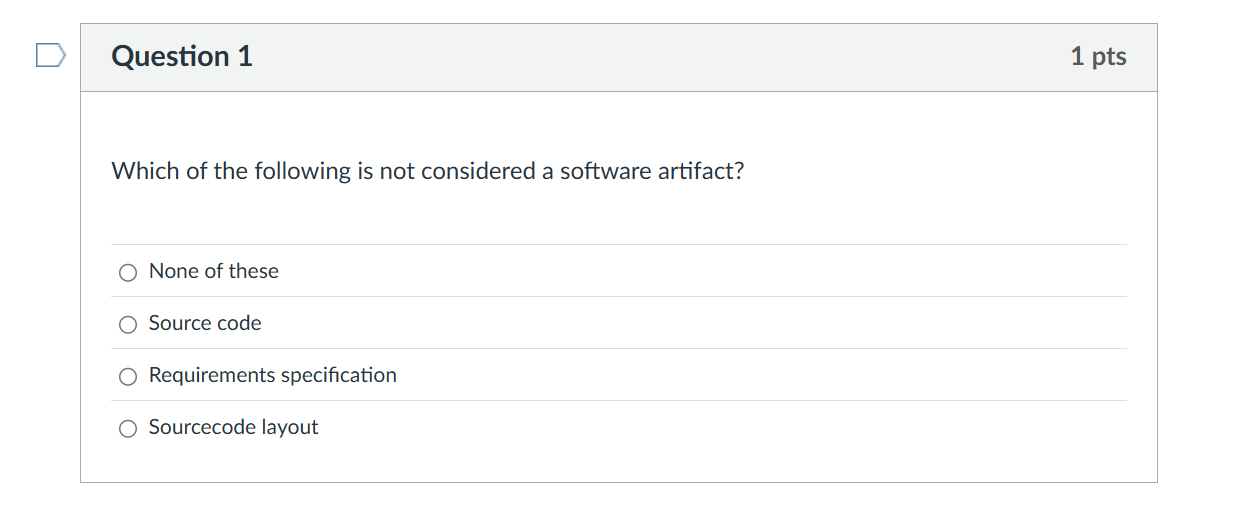 Question 1
1 pts
Which of the following is not considered a software artifact?
None of these
Source code
Requirements specification
Sourcecode layout